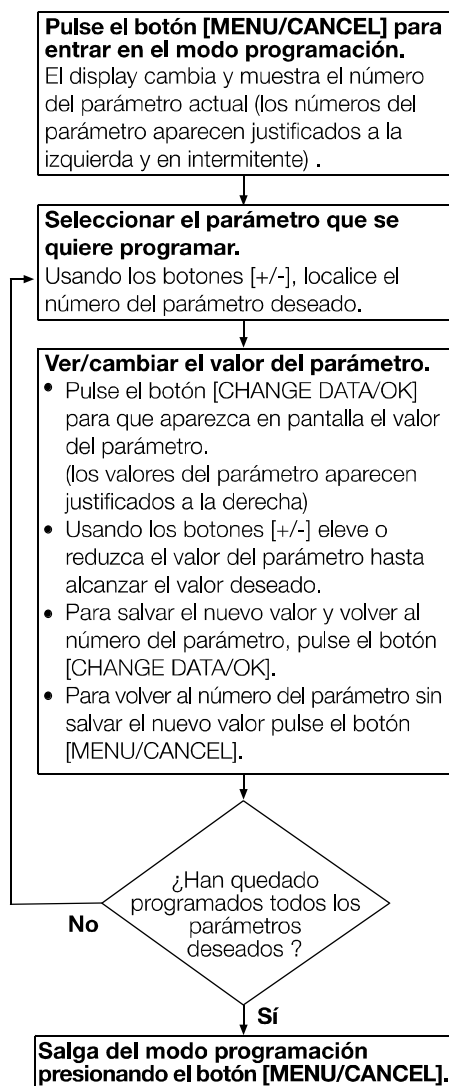 Pulse el botón [MENU/CANCEL] para
entrar en el modo programación.
El display cambia y muestra el número
del parámetro actual (los números del
parámetro aparecen justificados a la
izquierda y en intermitente) .
Seleccionar el parámetro que se
quiere programar.
Usando los botones [+/-], localice el
número del parámetro deseado.
Ver/cambiar el valor del parámetro.
• Pulse el botón [CHANGE DATA/OK]
para que aparezca en pantalla el valor
del parámetro.
(los valores del parámetro aparecen
justificados a la derecha)
• Usando los botones [+/-] eleve o
reduzca el valor del parámetro hasta
alcanzar el valor deseado.
• Para salvar el nuevo valor y volver al
número del parámetro, pulse el botón
[CHANGE DATA/OK].
• Para volver al número del parámetro sin
salvar el nuevo valor pulse el botón
[MENU/CANCEL].
¿Han quedado
programados todos los
parámetros
deseados ?
No
Sí
Salga del modo programación
presionando el botón [MENU/CANCEL].